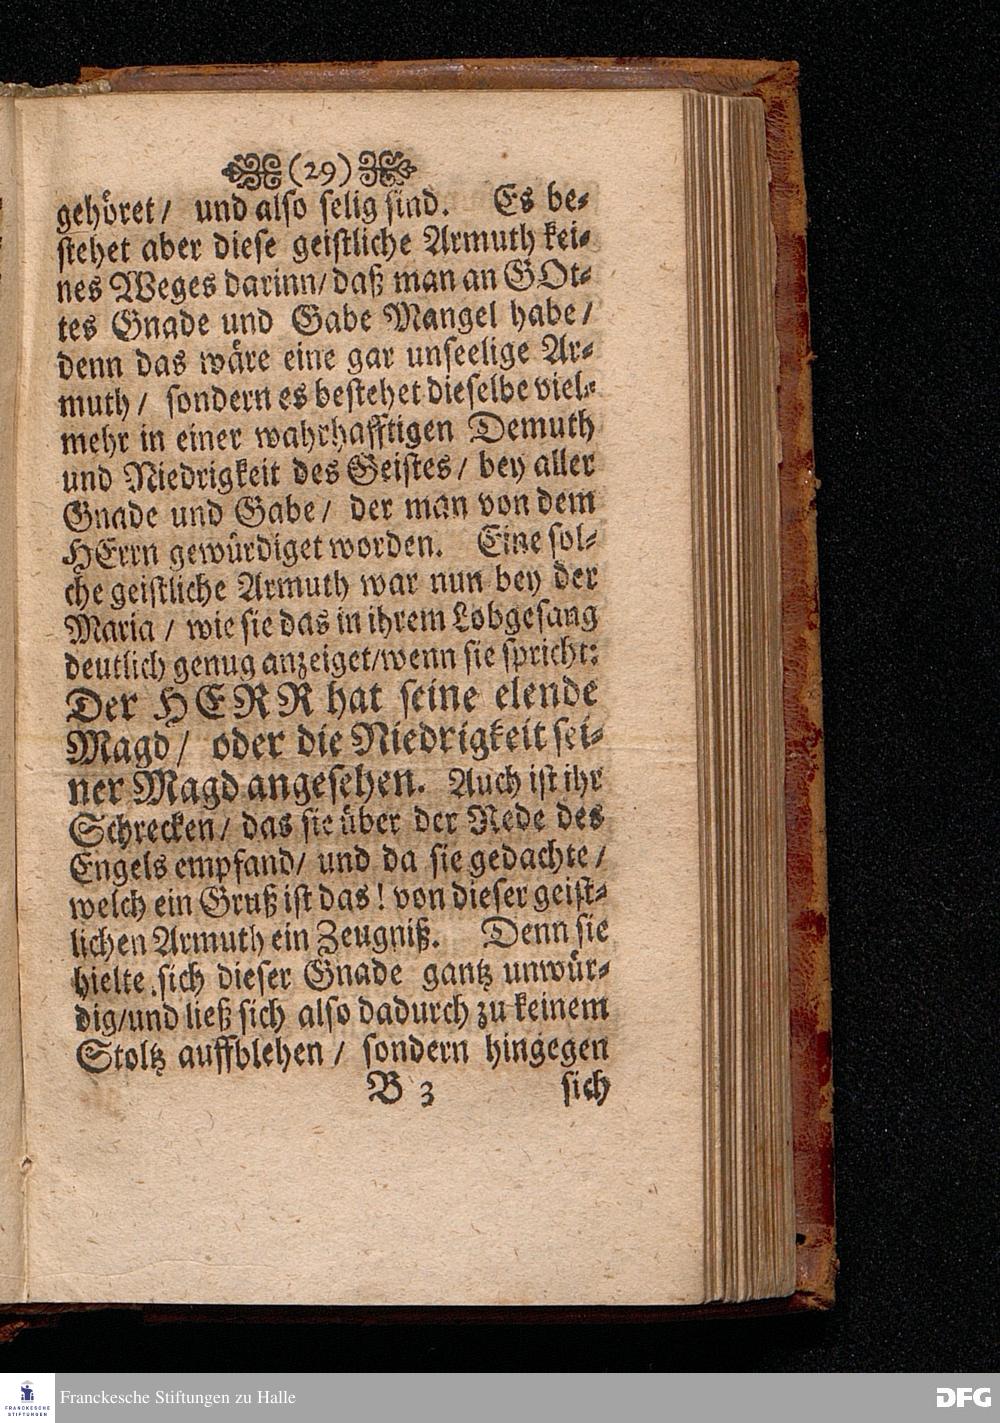 (29)
gehöret/ und also selig sind. Es be-
stehet aber diese geistliche Armuth kei-
nes Weges darinn/ daß man an GOt-
tes Gnade und Gabe Mangel habe/
denn das wäre eine gar unseelige Ar-
muth/ sondern es bestehet dieselbe viel-
mehr in einer wahrhafftigen Demuth
und Niedrigkeit des Geistes/ bey aller
Gnade und Gabe/ der man von dem
HErrn gewürdiget worden. Eine sol-
che geistliche Armuth war nun bey der
Maria/ wie sie das in ihrem Lobgesang
deutlich genug anzeiget/ wenn sie spricht:
Der HERR hat seine elende
Magd/ oder die Niedrigkeit sei-
ner Magd angesehen. Auch ist ihr
Schrecken/ das sie über der Rede des
Engels empfand/ und da sie gedachte/
welch ein Gruß ist das! von dieser geist-
lichen Armuth ein Zeugniß. Denn sie
hielte sich dieser Gnade gantz unwür-
dig/ und ließ sich also dadurch zu keinem
Stoltz auffblehen/ sondern hingegen
B 3 sich
FRANCKESCHE STIFTUNGEN
Franckesche Stiftungen zu Halle
DFG